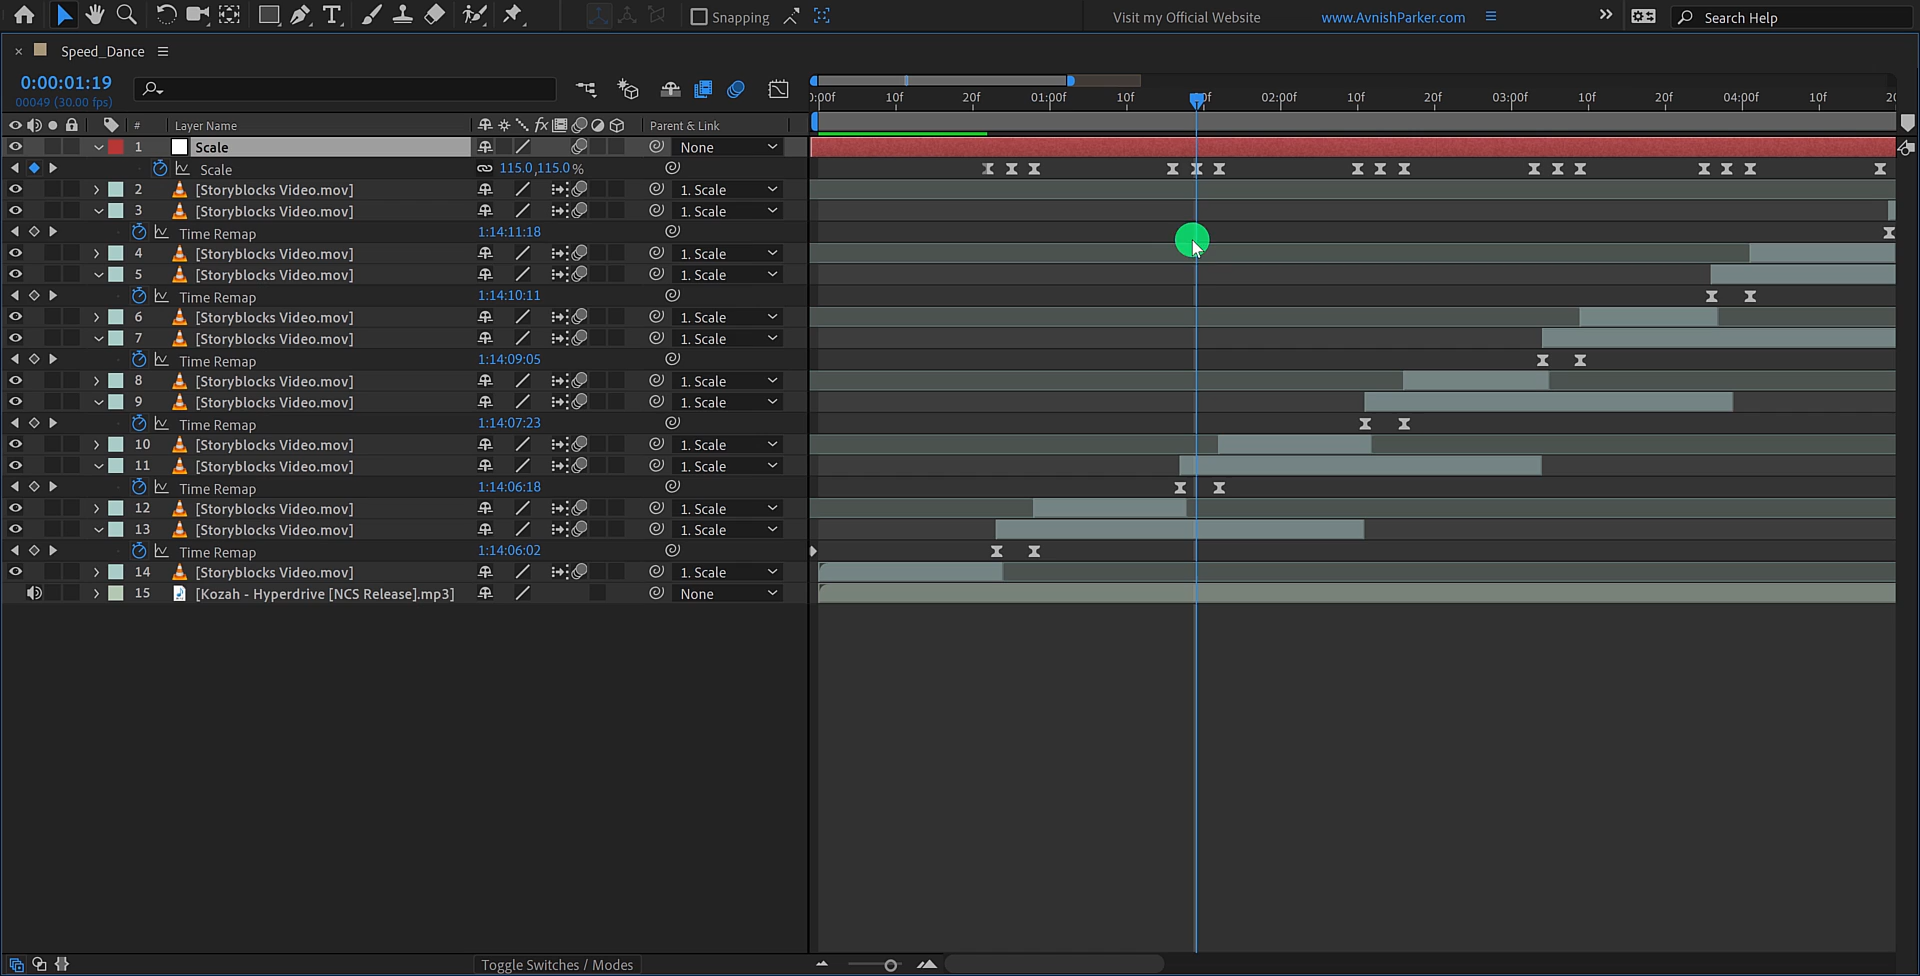 Snapping
Visit my Official Website
www.AvnishParker.com
Search Help
Speed_Dance
0:00:01:19
00049 (30.00 fps)
:00f 10f 20f 01:00f 10f 02:00f 10f 20f 03:00f 10f 20f 04:00f 10f
# Layer Name fx Parent & Link
1 Scale None
Scale 115.0,115.0%
2 [Storyblocks Video.mov] 1. Scale
3 [Storyblocks Video.mov] 1. Scale
Time Remap 1:14:11:18
4 [Storyblocks Video.mov] 1. Scale
5 [Storyblocks Video.mov] 1. Scale
Time Remap 1:14:10:11
6 [Storyblocks Video.mov] 1. Scale
7 [Storyblocks Video.mov] 1. Scale
Time Remap 1:14:09:05
8 [Storyblocks Video.mov] 1. Scale
9 [Storyblocks Video.mov] 1. Scale
Time Remap 1:14:07:23
10 [Storyblocks Video.mov] 1. Scale
11 [Storyblocks Video.mov] 1. Scale
Time Remap 1:14:06:18
12 [Storyblocks Video.mov] 1. Scale
13 [Storyblocks Video.mov] 1. Scale
Time Remap 1:14:06:02
14 [Storyblocks Video.mov] 1. Scale
15 [Kozah - Hyperdrive [NCS Release].mp3] None
Toggle Switches / Modes